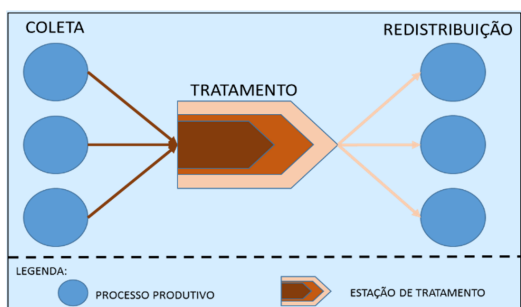 COLETA
REDISTRIBUIÇÃO
TRATAMENTO
LEGENDA:
PROCESSO PRODUTIVO
ESTAÇÃO DE TRATAMENTO